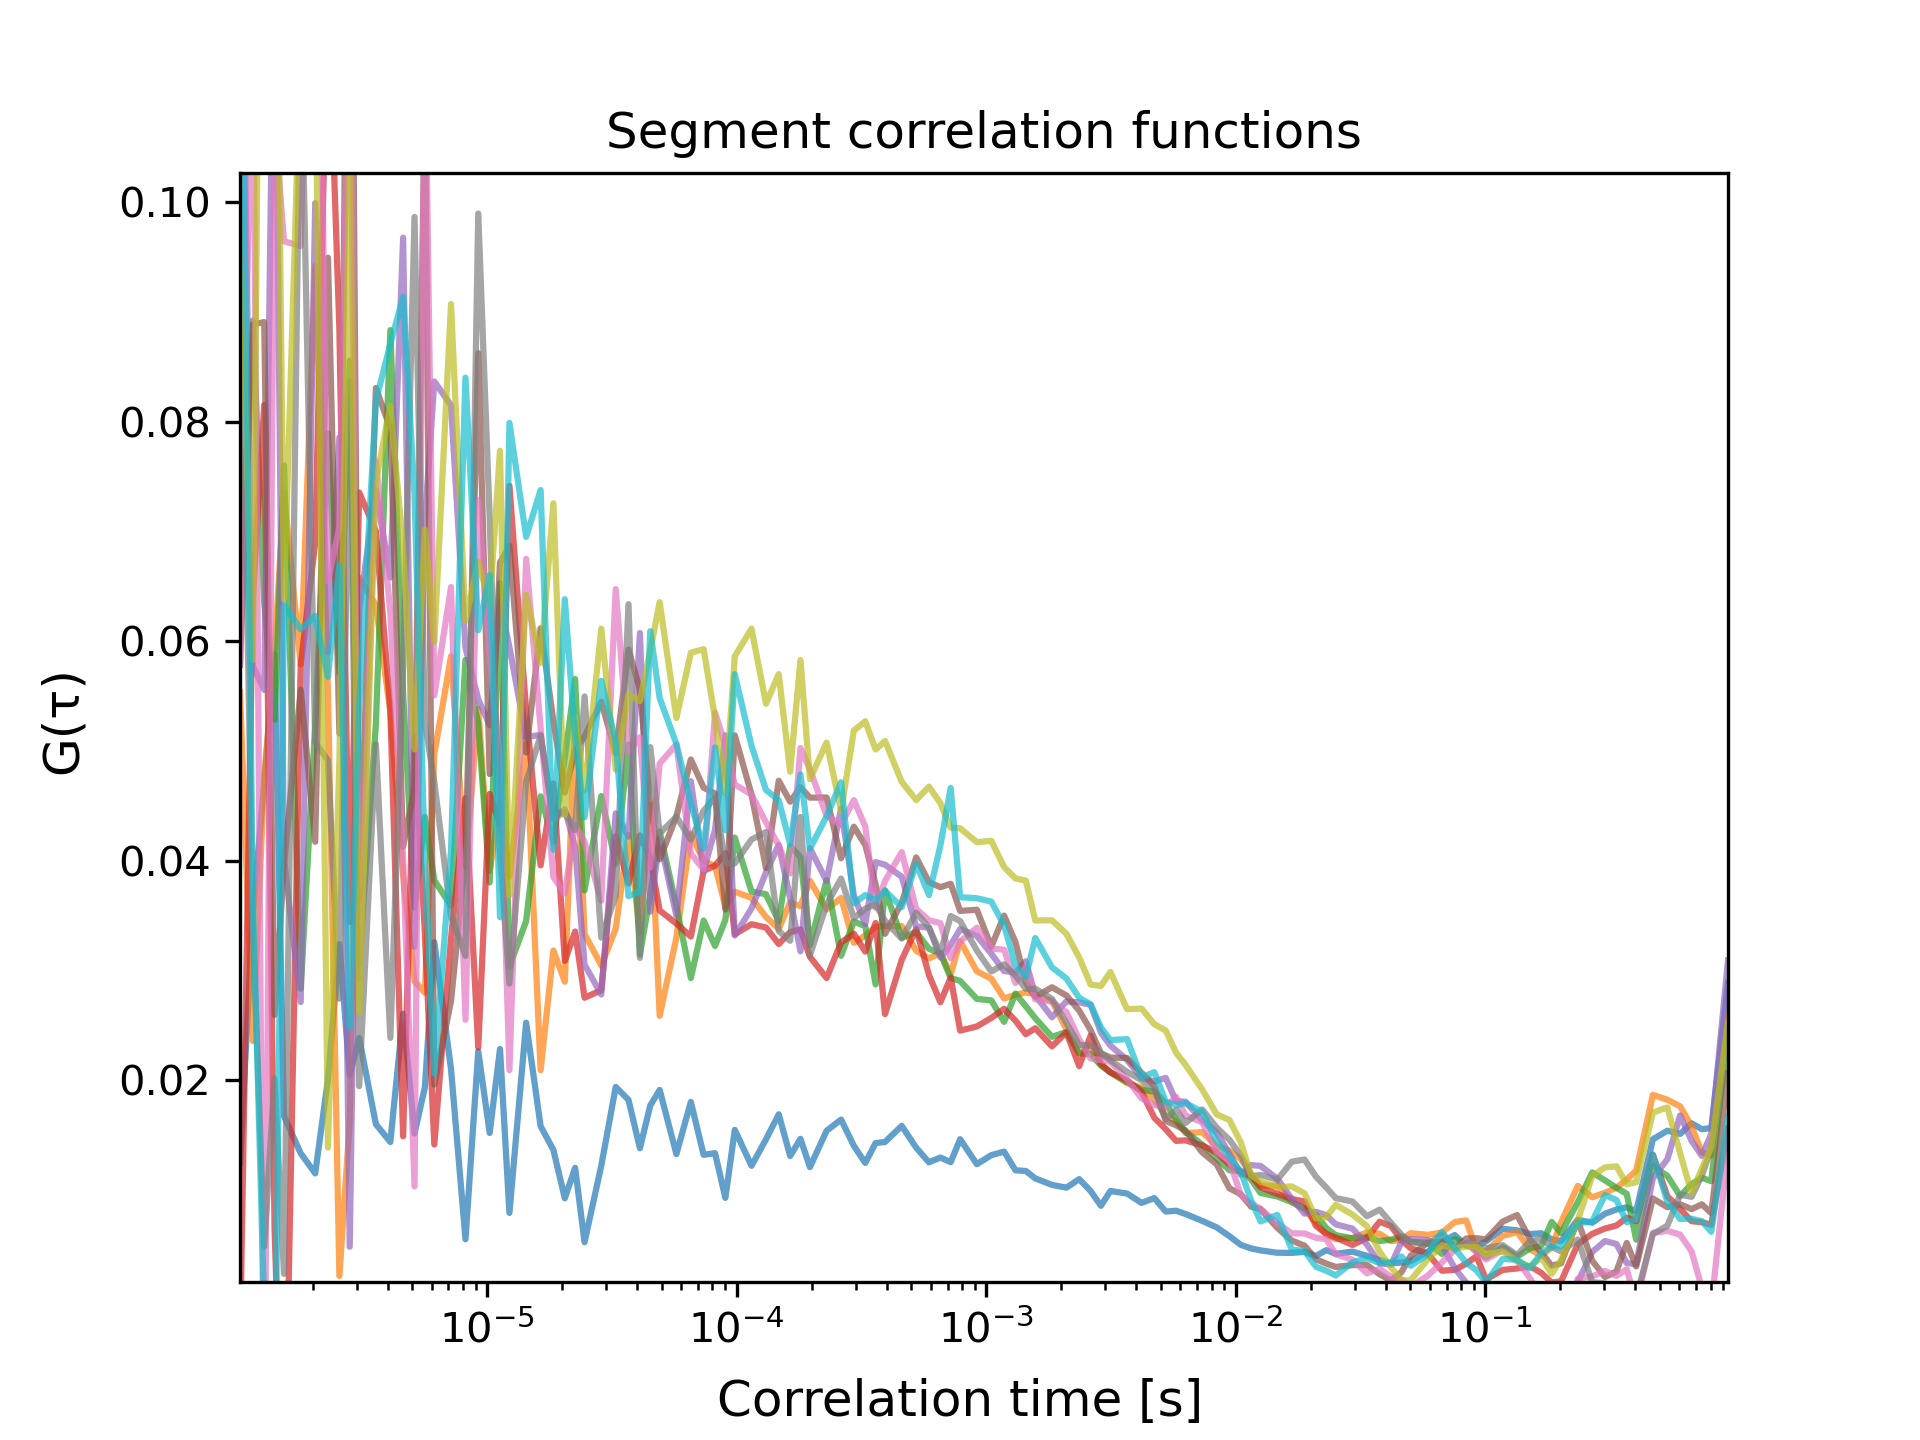 Segment correlation functions
0.10
0.08
0.06
0.04
0.02
G(τ)
10⁻⁵ 10⁻⁴ 10⁻³ 10⁻² 10⁻¹
Correlation time [s]